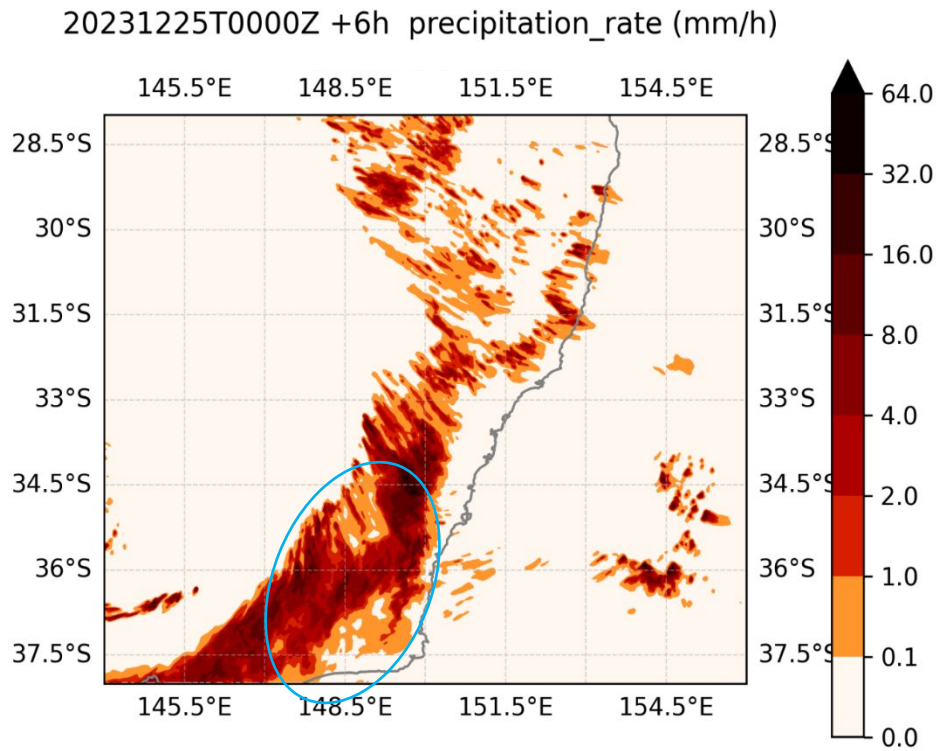 20231225T0000Z +6h precipitation_rate (mm/h)
145.5°E 148.5°E 151.5°E 154.5°E
28.5°S 28.5°S
30°S 30°S
31.5°S 31.5°S
33°S 33°S
34.5°S 34.5°S
36°S 36°S
37.5°S 37.5°S
145.5°E 148.5°E 151.5°E 154.5°E
64.0
32.0
16.0
8.0
4.0
2.0
1.0
0.1
0.0